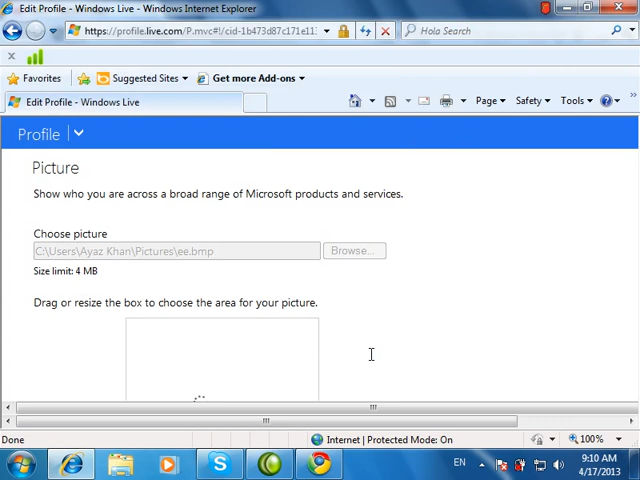 Edit Profile - Windows Live - Windows Internet Explorer
https://profile.live.com/P.mvc#!/cid-1b473d87c171e113
Hola Search
Favorites
Suggested Sites
Get more Add-ons
Edit Profile - Windows Live
Page
Safety
Tools
Profile
Picture
Show who you are across a broad range of Microsoft products and services.
Choose picture
C:\Users\Ayaz Khan\Pictures\ee.bmp
Browse...
Size limit: 4 MB
Drag or resize the box to choose the area for your picture.
Done
Internet | Protected Mode: On
100%
EN
9:10 AM
4/17/2013